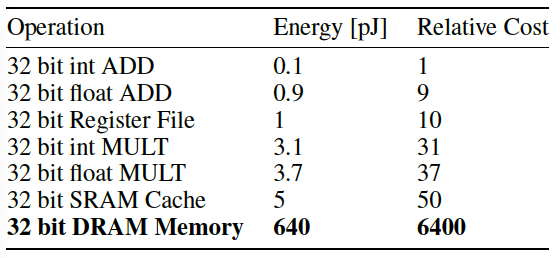 Operation Energy [pJ] Relative Cost
32 bit int ADD 0.1 1
32 bit float ADD 0.9 9
32 bit Register File 1 10
32 bit int MULT 3.1 31
32 bit float MULT 3.7 37
32 bit SRAM Cache 5 50
32 bit DRAM Memory 640 6400